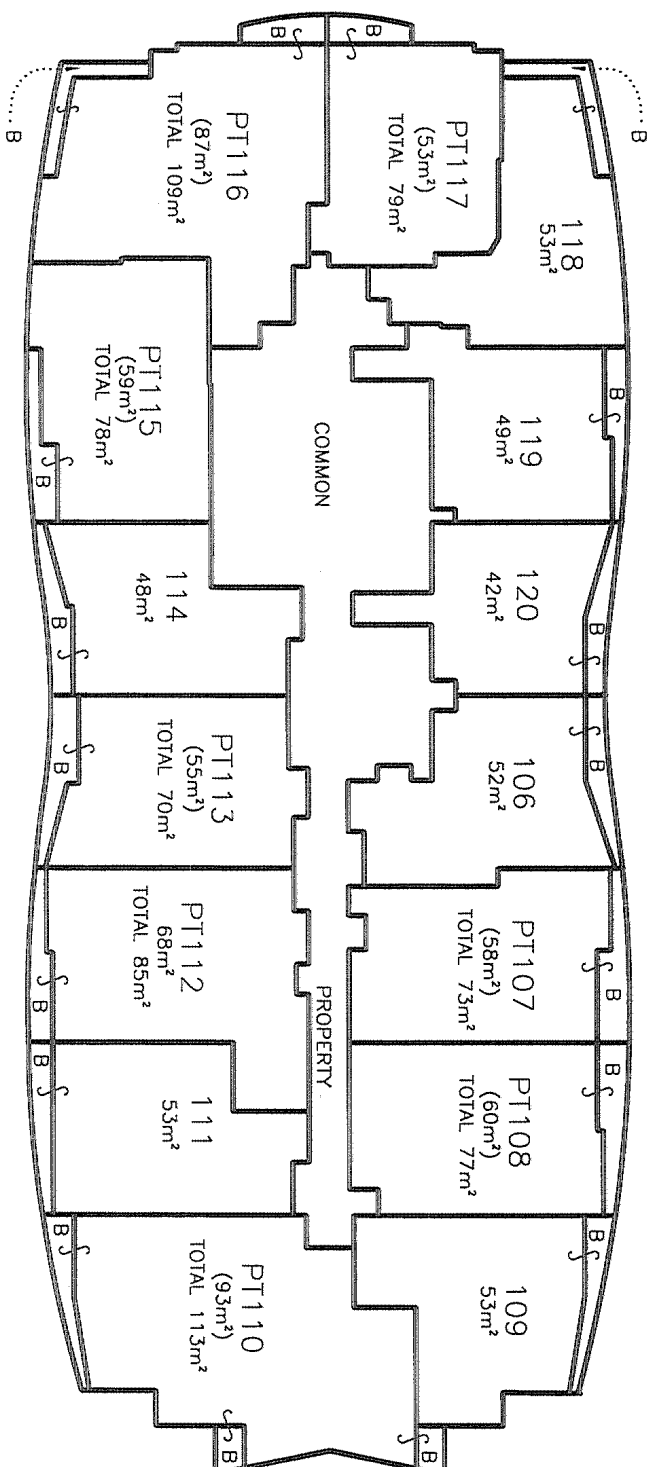 B
B
B
B
B
B
B
118
53m²
119
49m²
120
42m²
106
52m²
PT107
(58m²)
TOTAL 73m²
PT108
(60m²)
TOTAL 77m²
109
53m²
B
B
PT117
(53m²)
TOTAL 79m²
COMMON
PROPERTY
B
B
PT116
(87m²)
TOTAL 109m²
PT115
(59m²)
TOTAL 78m²
114
48m²
PT113
(55m²)
TOTAL 70m²
PT112
68m²
TOTAL 85m²
111
53m²
PT110
(93m²)
TOTAL 113m²
B
B
B
B
B
B
B